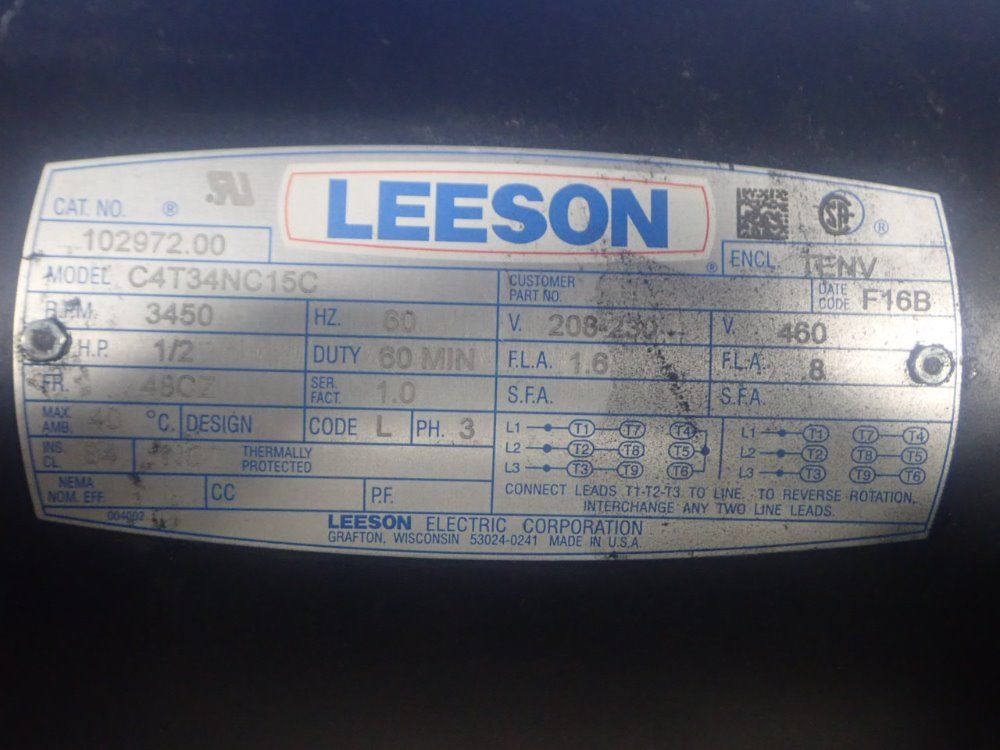 LEESON
CAT. NO. ®
102972.00
ENCL. TENV
MODEL C4T34NC15C
CUSTOMER PART NO.
DATE CODE F16B
R.P.M. 3450
HZ. 60
V. 208-230
V. 460
H.P. 1/2
DUTY 60 MIN
F.L.A. 1.6
F.L.A. .8
FR. 48CZ
SER. FACT. 1.0
S.F.A.
S.F.A.
MAX. AMB. 40 °C.
DESIGN
CODE L
PH. 3
L1 T1 T7 T4
L2 T2 T8 T5
L3 T3 T9 T6
L1 T1 T7 T4
L2 T2 T8 T5
L3 T3 T9 T6
INS. CL.
THERMALLY PROTECTED
NEMA NOM. EFF.
CC
P.F.
CONNECT LEADS T1-T2-T3 TO LINE. TO REVERSE ROTATION,
INTERCHANGE ANY TWO LINE LEADS.
004002
LEESON ELECTRIC CORPORATION
GRAFTON, WISCONSIN 53024-0241 MADE IN U.S.A.